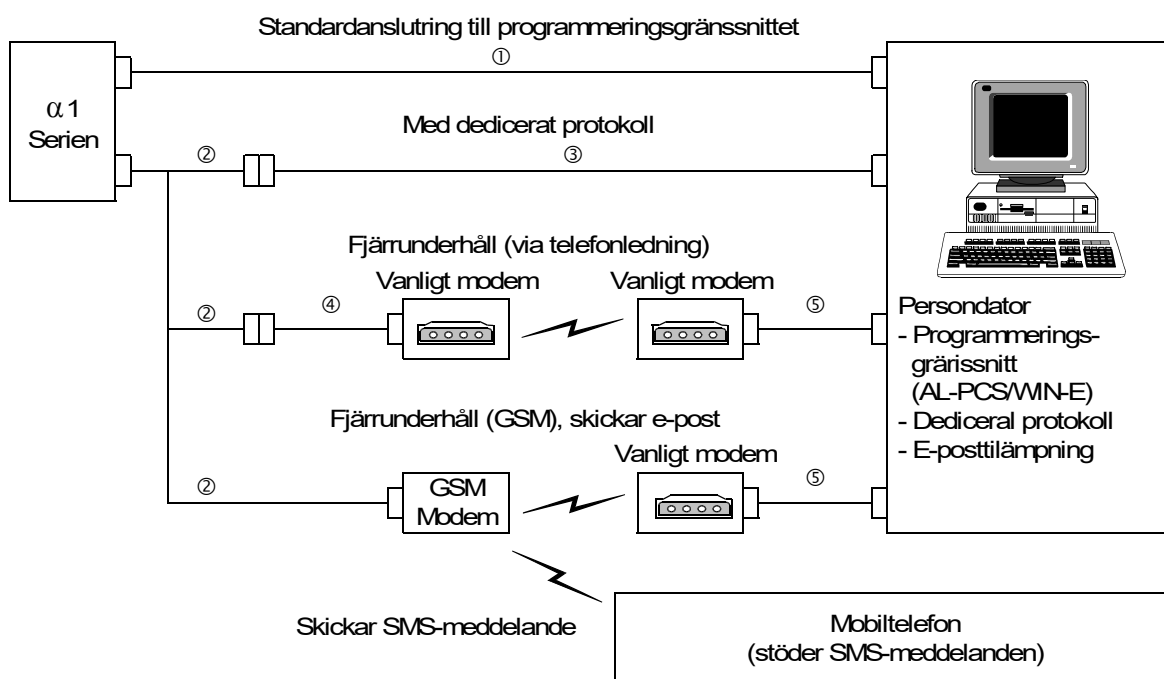 Standardanslutring till programmeringsgränssnittet
①
α1
Serien
Med dedicerat protokoll
②
③
Fjärrunderhåll (via telefonledning)
Vanligt modem
Vanligt modem
②
④
⑤
Persondator
- Programmerings-
grärissnitt
(AL-PCS/WIN-E)
- Dediceral protokoll
- E-posttilämpning
Fjärrunderhåll (GSM), skickar e-post
Vanligt modem
②
GSM
Modem
⑤
Skickar SMS-meddelande
Mobiltelefon
(stöder SMS-meddelanden)